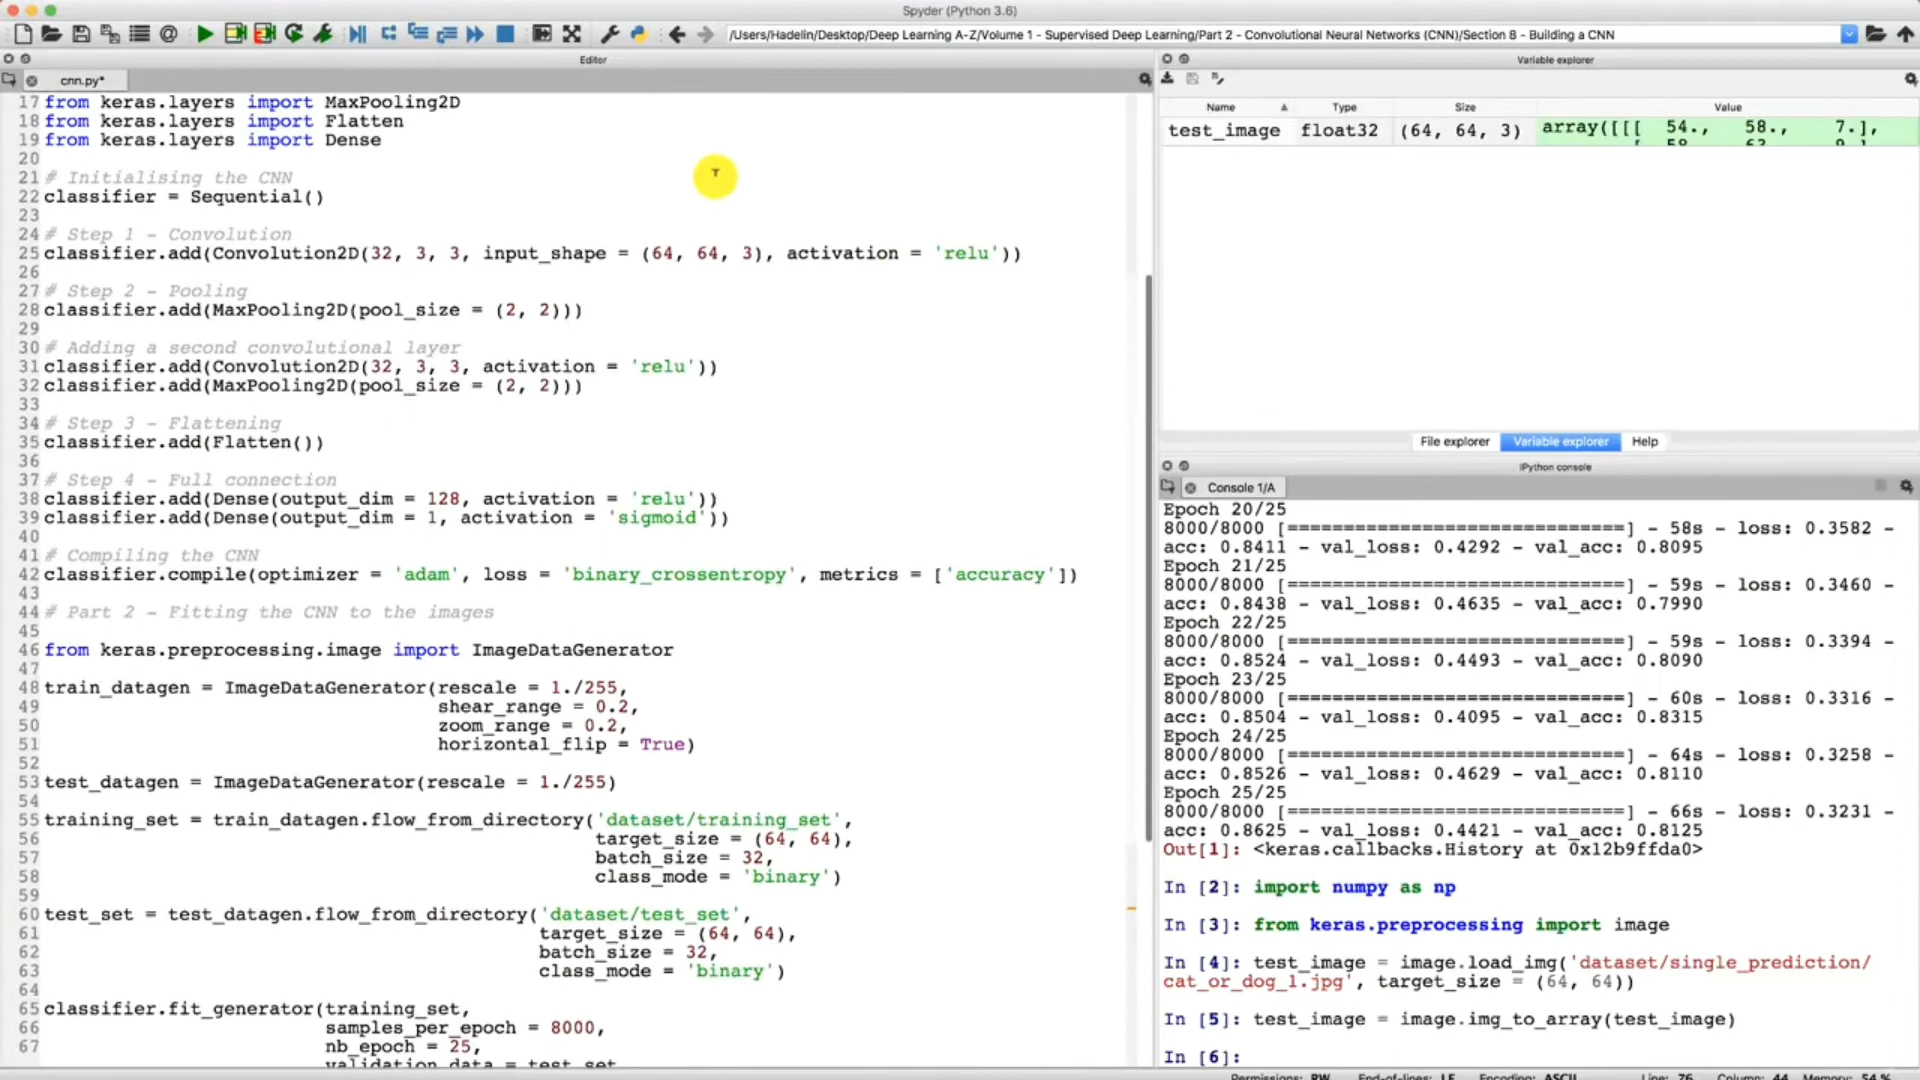 Spyder (Python 3.6)
/Users/Hadelin/Desktop/Deep Learning A-Z/Volume 1 - Supervised Deep Learning/Part 2 - Convolutional Neural Networks (CNN)/Section 8 - Building a CNN
Editor
cnn.py*
17 from keras.layers import MaxPooling2D
18 from keras.layers import Flatten
19 from keras.layers import Dense
20
21 # Initialising the CNN
22 classifier = Sequential()
23
24 # Step 1 - Convolution
25 classifier.add(Convolution2D(32, 3, 3, input_shape = (64, 64, 3), activation = 'relu'))
26
27 # Step 2 - Pooling
28 classifier.add(MaxPooling2D(pool_size = (2, 2)))
29
30 # Adding a second convolutional layer
31 classifier.add(Convolution2D(32, 3, 3, activation = 'relu'))
32 classifier.add(MaxPooling2D(pool_size = (2, 2)))
33
34 # Step 3 - Flattening
35 classifier.add(Flatten())
36
37 # Step 4 - Full connection
38 classifier.add(Dense(output_dim = 128, activation = 'relu'))
39 classifier.add(Dense(output_dim = 1, activation = 'sigmoid'))
40
41 # Compiling the CNN
42 classifier.compile(optimizer = 'adam', loss = 'binary_crossentropy', metrics = ['accuracy'])
43
44 # Part 2 - Fitting the CNN to the images
45
46 from keras.preprocessing.image import ImageDataGenerator
47
48 train_datagen = ImageDataGenerator(rescale = 1./255,
49 shear_range = 0.2,
50 zoom_range = 0.2,
51 horizontal_flip = True)
52
53 test_datagen = ImageDataGenerator(rescale = 1./255)
54
55 training_set = train_datagen.flow_from_directory('dataset/training_set',
56 target_size = (64, 64),
57 batch_size = 32,
58 class_mode = 'binary')
59
60 test_set = test_datagen.flow_from_directory('dataset/test_set',
61 target_size = (64, 64),
62 batch_size = 32,
63 class_mode = 'binary')
64
65 classifier.fit_generator(training_set,
66 samples_per_epoch = 8000,
67 nb_epoch = 25,
validation_data = test_set
Variable explorer
Name Type Size Value
test_image float32 (64, 64, 3) array([[[ 54., 58., 7.],
[ 58. 62. 9.]
File explorer Variable explorer Help
IPython console
Console 1/A
Epoch 20/25
8000/8000 [==============================] - 58s - loss: 0.3582 -
acc: 0.8411 - val_loss: 0.4292 - val_acc: 0.8095
Epoch 21/25
8000/8000 [==============================] - 59s - loss: 0.3460 -
acc: 0.8438 - val_loss: 0.4635 - val_acc: 0.7990
Epoch 22/25
8000/8000 [==============================] - 59s - loss: 0.3394 -
acc: 0.8524 - val_loss: 0.4493 - val_acc: 0.8090
Epoch 23/25
8000/8000 [==============================] - 60s - loss: 0.3316 -
acc: 0.8504 - val_loss: 0.4095 - val_acc: 0.8315
Epoch 24/25
8000/8000 [==============================] - 64s - loss: 0.3258 -
acc: 0.8526 - val_loss: 0.4629 - val_acc: 0.8110
Epoch 25/25
8000/8000 [==============================] - 66s - loss: 0.3231 -
acc: 0.8625 - val_loss: 0.4421 - val_acc: 0.8125
Out[1]: <keras.callbacks.History at 0x12b9ffda0>
In [2]: import numpy as np
In [3]: from keras.preprocessing import image
In [4]: test_image = image.load_img('dataset/single_prediction/
cat_or_dog_1.jpg', target_size = (64, 64))
In [5]: test_image = image.img_to_array(test_image)
In [6]:
Permissions: RW End-of-lines: LF Encoding: ASCII Line: 76 Column: 44 Memory: 54 %